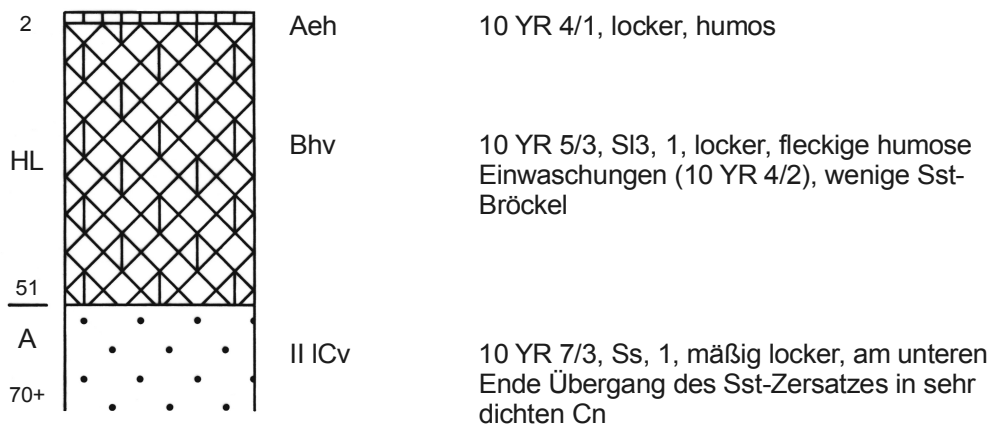 2 Aeh 10 YR 4/1, locker, humos
HL Bhv 10 YR 5/3, Sl3, 1, locker, fleckige humose
Einwaschungen (10 YR 4/2), wenige Sst-
Bröckel
51
A II lCv 10 YR 7/3, Ss, 1, mäßig locker, am unteren
Ende Übergang des Sst-Zersatzes in sehr
70+ dichten Cn